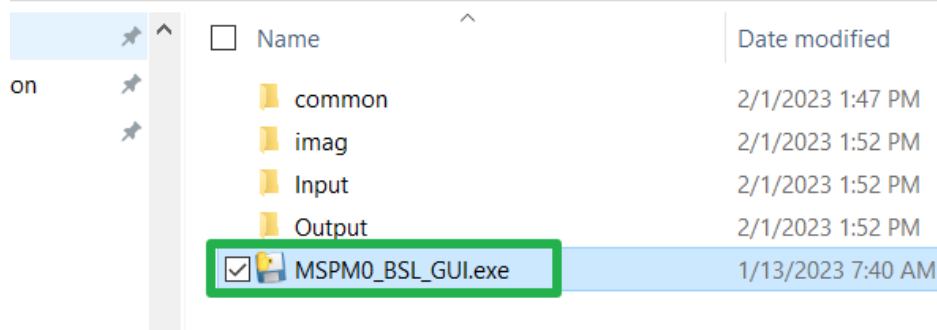 Name Date modified
on common 2/1/2023 1:47 PM
imag 2/1/2023 1:52 PM
Input 2/1/2023 1:52 PM
Output 2/1/2023 1:52 PM
MSPM0_BSL_GUI.exe 1/13/2023 7:40 AM